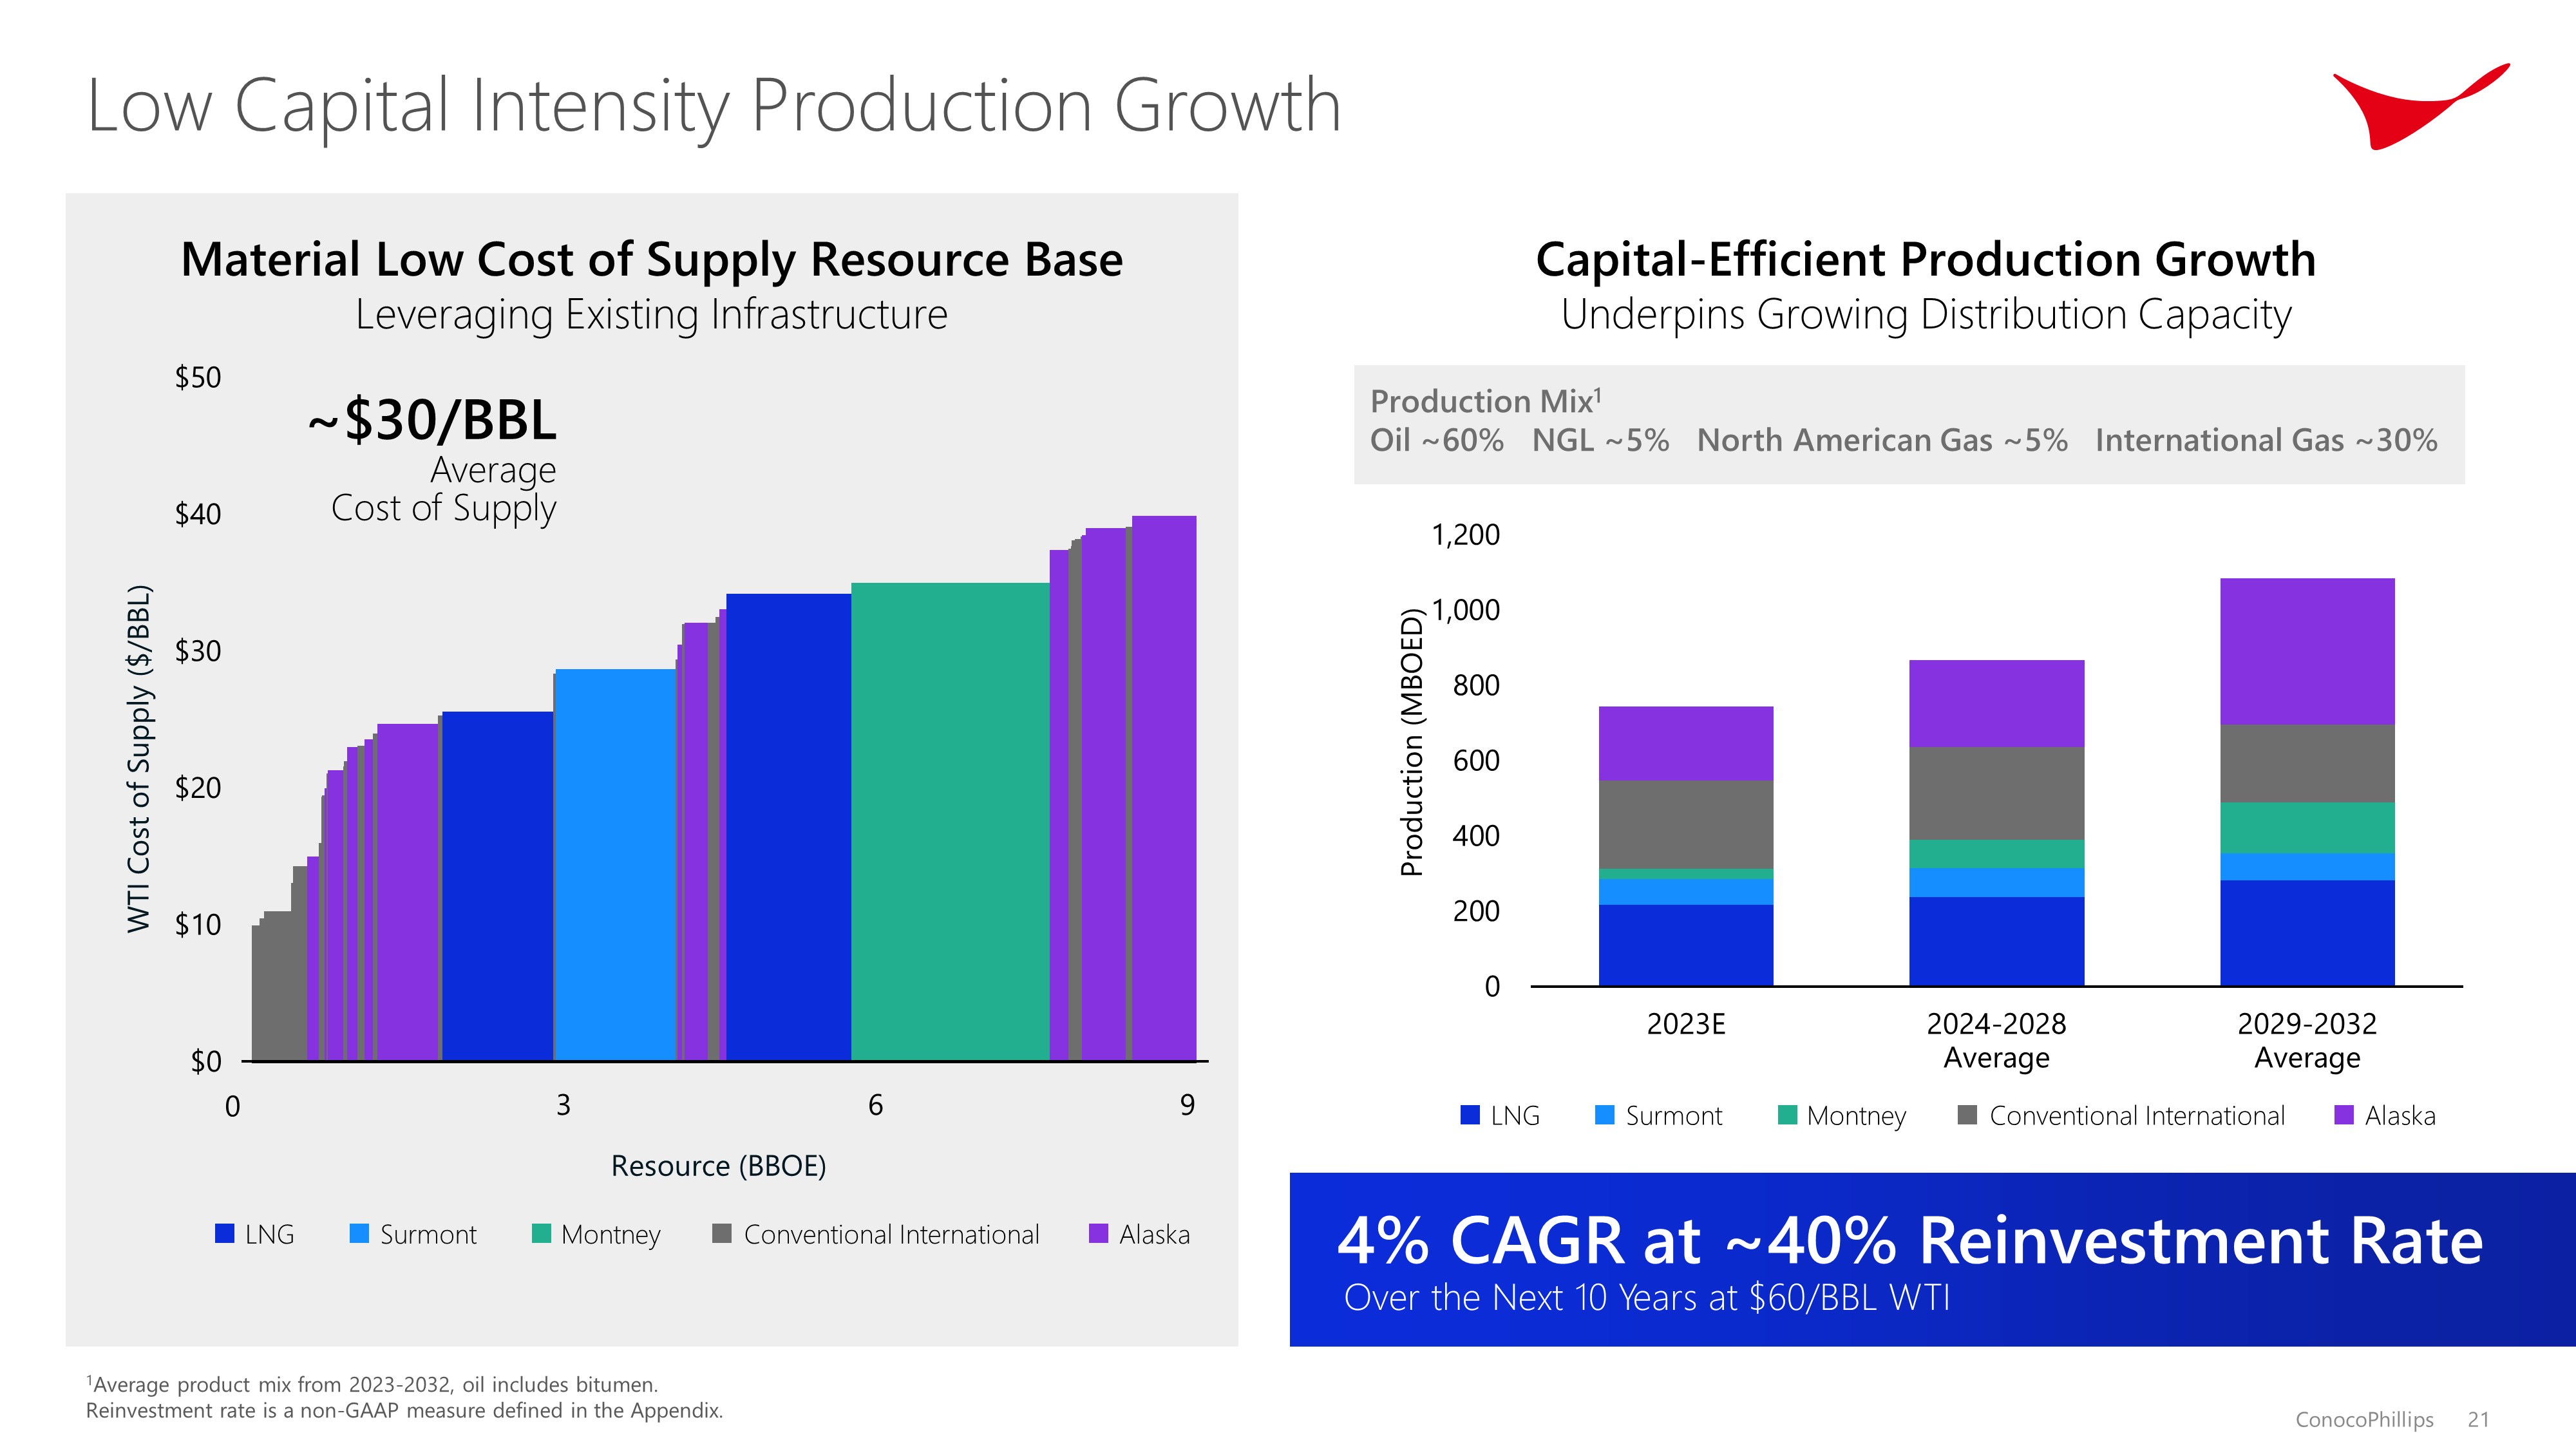 Low Capital Intensity Production Growth
Material Low Cost of Supply Resource Base
Leveraging Existing Infrastructure
~$30/BBL
Average
Cost of Supply
WTI Cost of Supply ($/BBL)
$50
$40
$30
$20
$10
$0
0 3 6 9
Resource (BBOE)
LNG Surmont Montney Conventional International Alaska
Capital-Efficient Production Growth
Underpins Growing Distribution Capacity
Production Mix¹
Oil ~60% NGL ~5% North American Gas ~5% International Gas ~30%
Production (MBOED)
1,200
1,000
800
600
400
200
0
2023E 2024-2028 2029-2032
Average Average
LNG Surmont Montney Conventional International Alaska
4% CAGR at ~40% Reinvestment Rate
Over the Next 10 Years at $60/BBL WTI
¹Average product mix from 2023-2032, oil includes bitumen.
Reinvestment rate is a non-GAAP measure defined in the Appendix.
ConocoPhillips 21